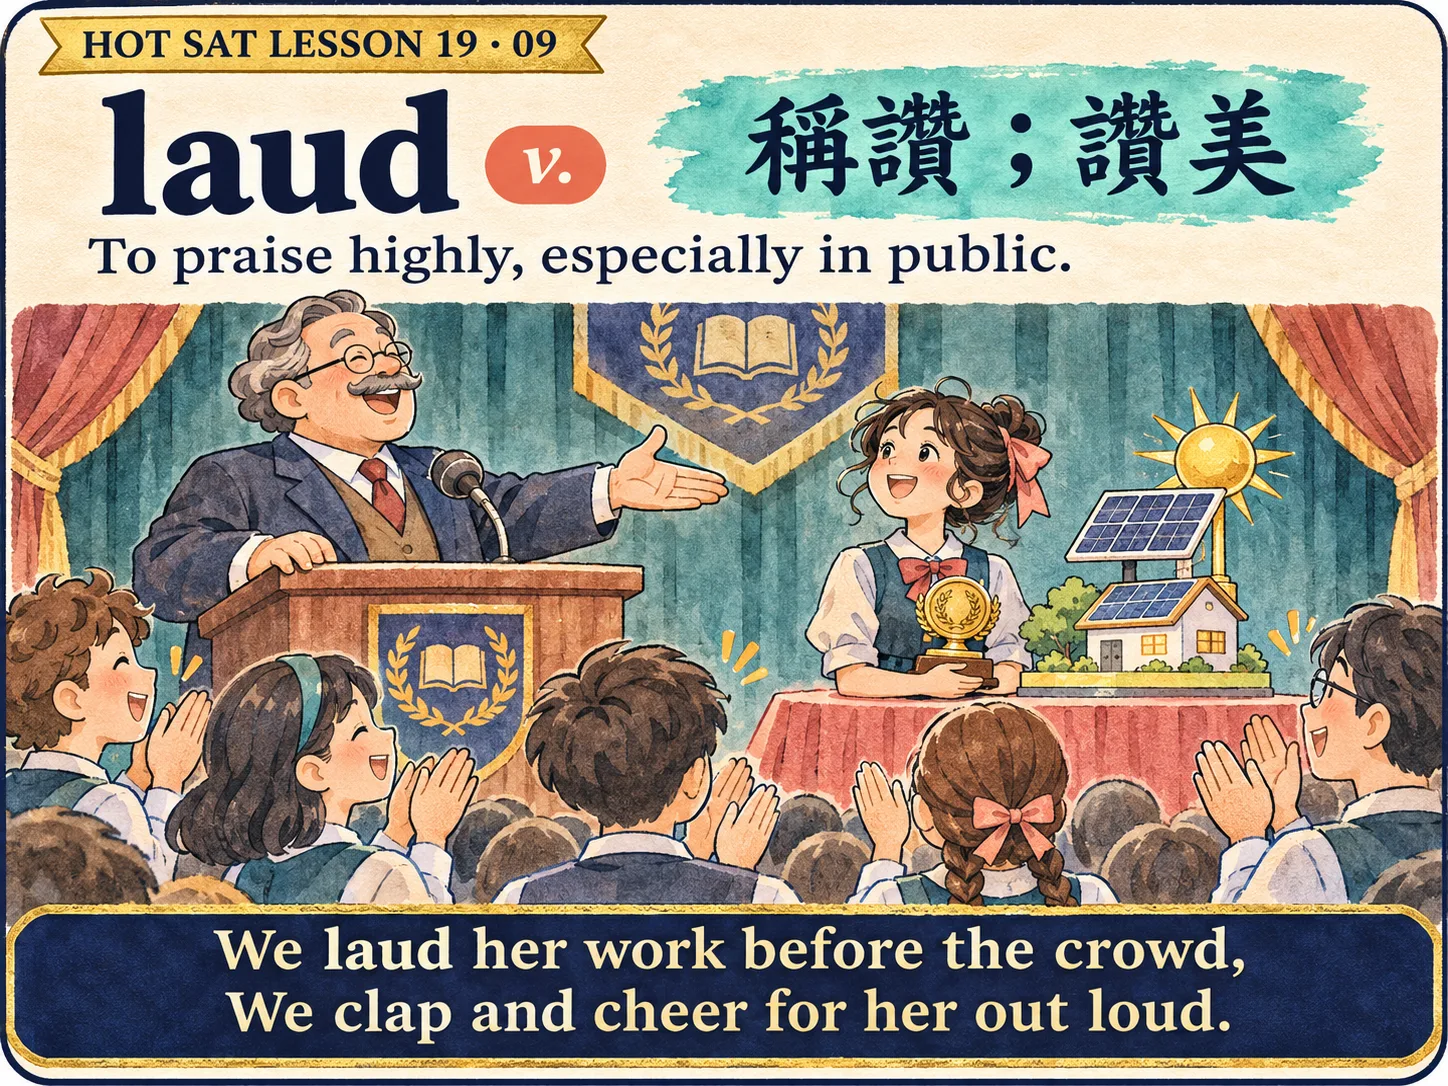 HOT SAT LESSON 19 · 09
laud v.
稱讚；讚美
To praise highly, especially in public.
We laud her work before the crowd,
We clap and cheer for her out loud.